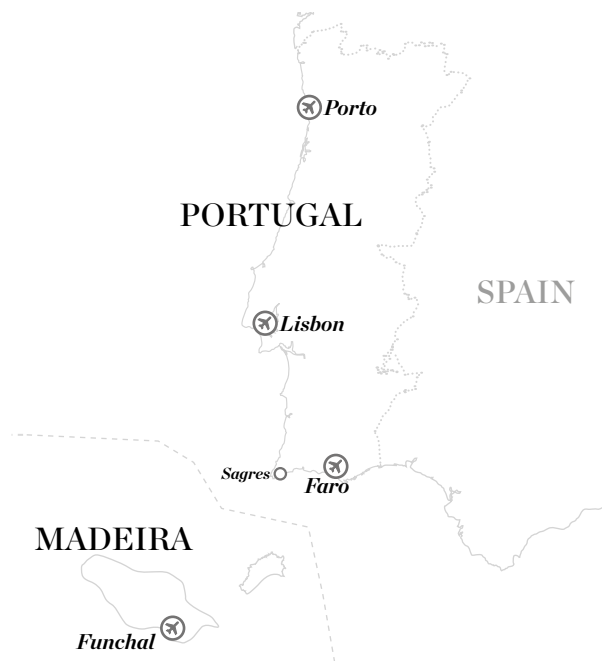 Porto
PORTUGAL
SPAIN
Lisbon
Sagres
Faro
MADEIRA
Funchal